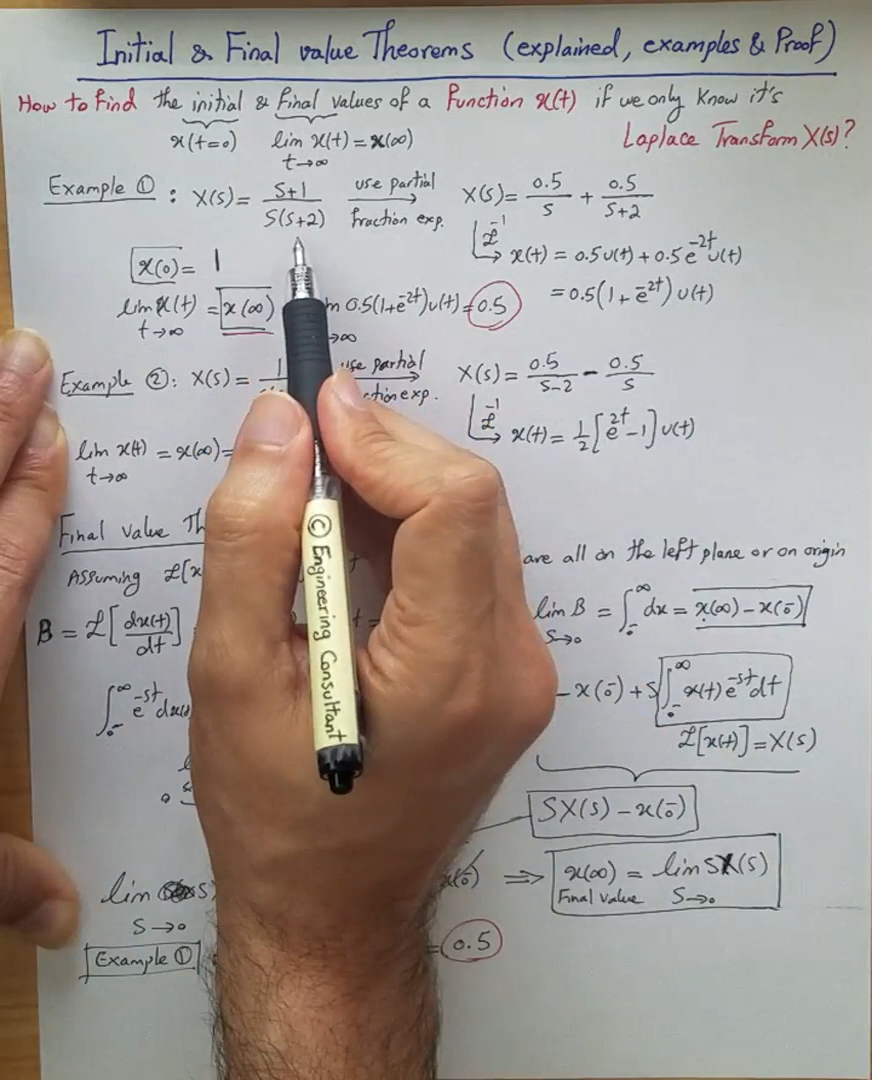 Initial & Final value Theorems (explained, examples & Proof)
How to Find the initial & final values of a Function x(t) if we only Know it's
x(t=0) lim x(t) = x(∞) Laplace Transform X(s)?
t→∞
Example ① : X(s) = S+1 / S(S+2) use partial fraction exp. X(s) = 0.5/S + 0.5/S+2
L⁻¹ x(t) = 0.5u(t) + 0.5e^-2t u(t)
x(0) = 1
= 0.5(1 + e^-2t) u(t)
lim x(t) = x(∞) 0.5(1+e^-2t)u(t) = 0.5
t→∞ →∞
Example ②: X(s) = 1 use partial X(s) = 0.5/S-2 - 0.5/S
exp.
L⁻¹ x(t) = 1/2 [e^2t - 1] u(t)
lim x(t) = x(∞) =
t→∞
Final value
Assuming L[x are all on the left plane or on origin
B = L[dx(t)/dt] lim B = ∫₀₋^∞ dx = x(∞) - x(0⁻)
S→0
∫₀₋^∞ e^-st - x(0⁻) + S ∫₀₋^∞ x(t) e^-st dt
L[x(t)] = X(s)
SX(s) - x(0⁻)
lim S x(0⁻) ⇒ x(∞) = lim SX(s)
S→0 Final value S→0
Example ① = 0.5
© Engineering Consultant